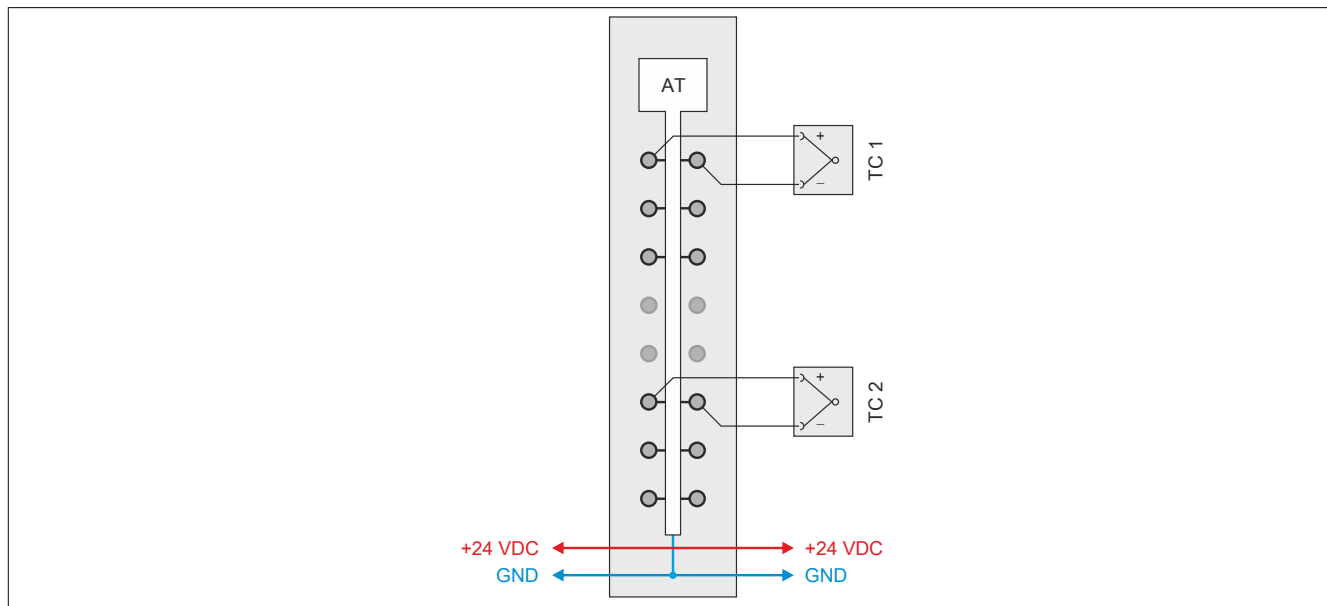 AT
+
−
TC 1
+
−
TC 2
+24 VDC
+24 VDC
GND
GND